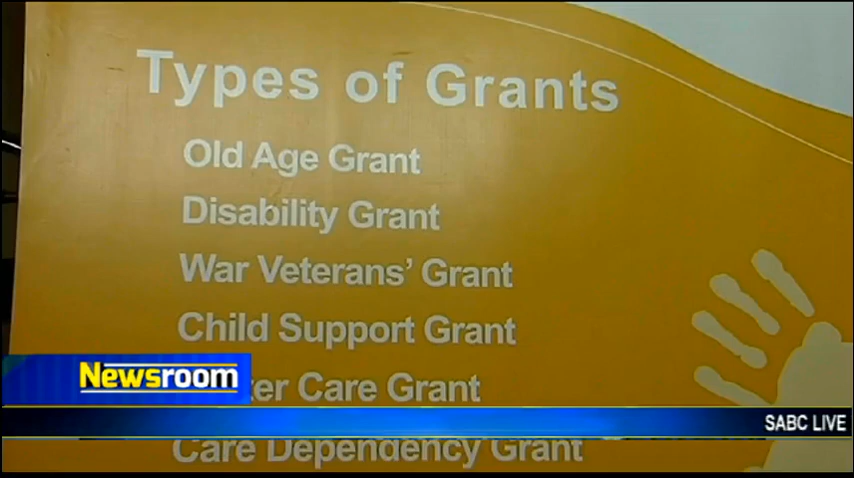 Types of Grants
Old Age Grant
Disability Grant
War Veterans’ Grant
Child Support Grant
Newsroom
ter Care Grant
SABC LIVE
Care Dependency Grant